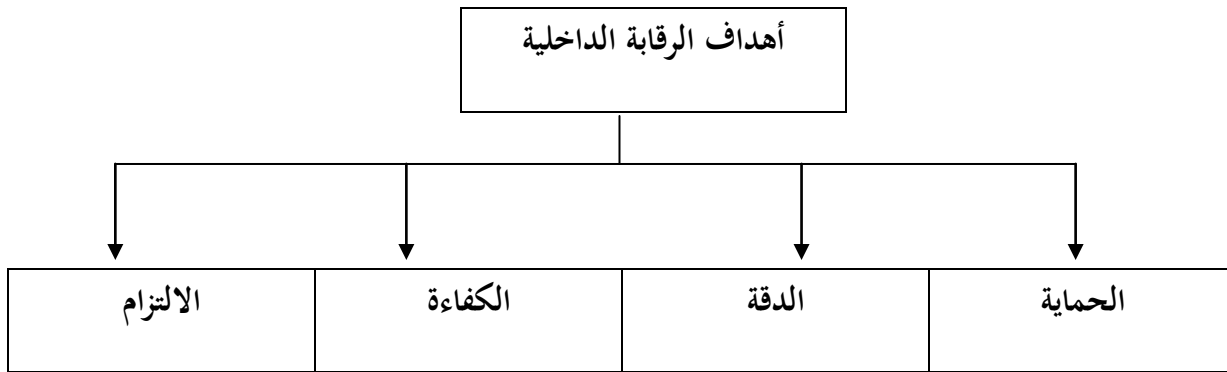 أهداف الرقابة الداخلية
الحماية
الدقة
الكفاءة
الالتزام